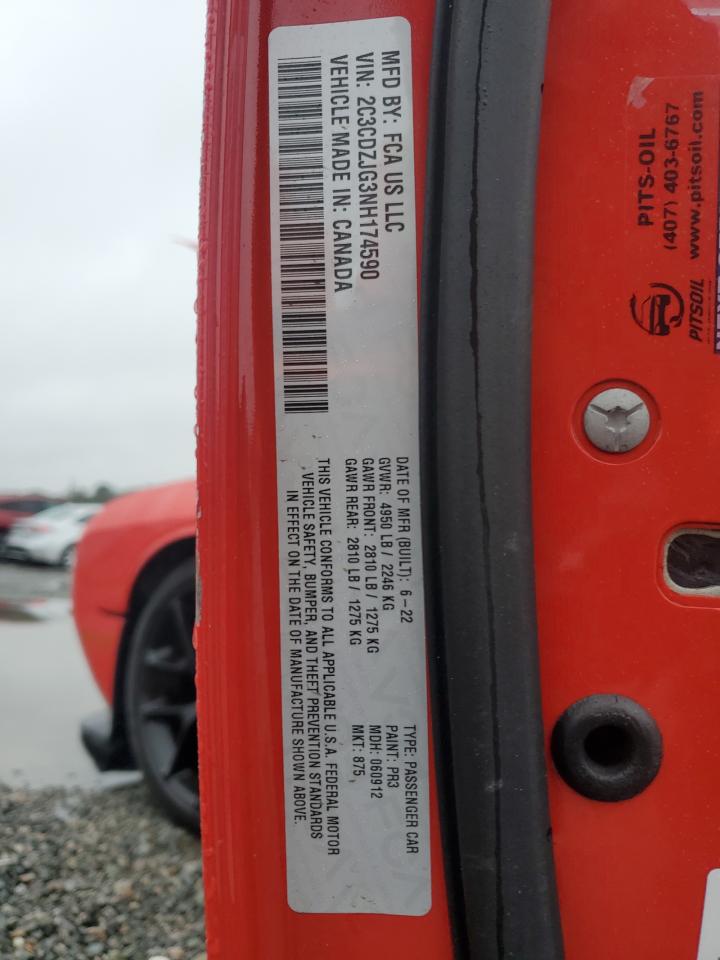 MFD BY: FCA US LLC
VIN: 2C3CDZJG3NH174590
VEHICLE MADE IN: CANADA
DATE OF MFR (BUILT): 6-22
GVWR: 4950 LB / 2246 KG
GAWR FRONT: 2810 LB / 1275 KG
GAWR REAR: 2810 LB / 1275 KG
THIS VEHICLE CONFORMS TO ALL APPLICABLE U.S.A. FEDERAL MOTOR
VEHICLE SAFETY, BUMPER, AND THEFT PREVENTION STANDARDS
IN EFFECT ON THE DATE OF MANUFACTURE SHOWN ABOVE.
TYPE: PASSENGER CAR
PAINT: PR3
MDH: 060912
MKT: 875,
PITS-OIL
(407) 403-6767
www.pitsoil.com
PITSOIL